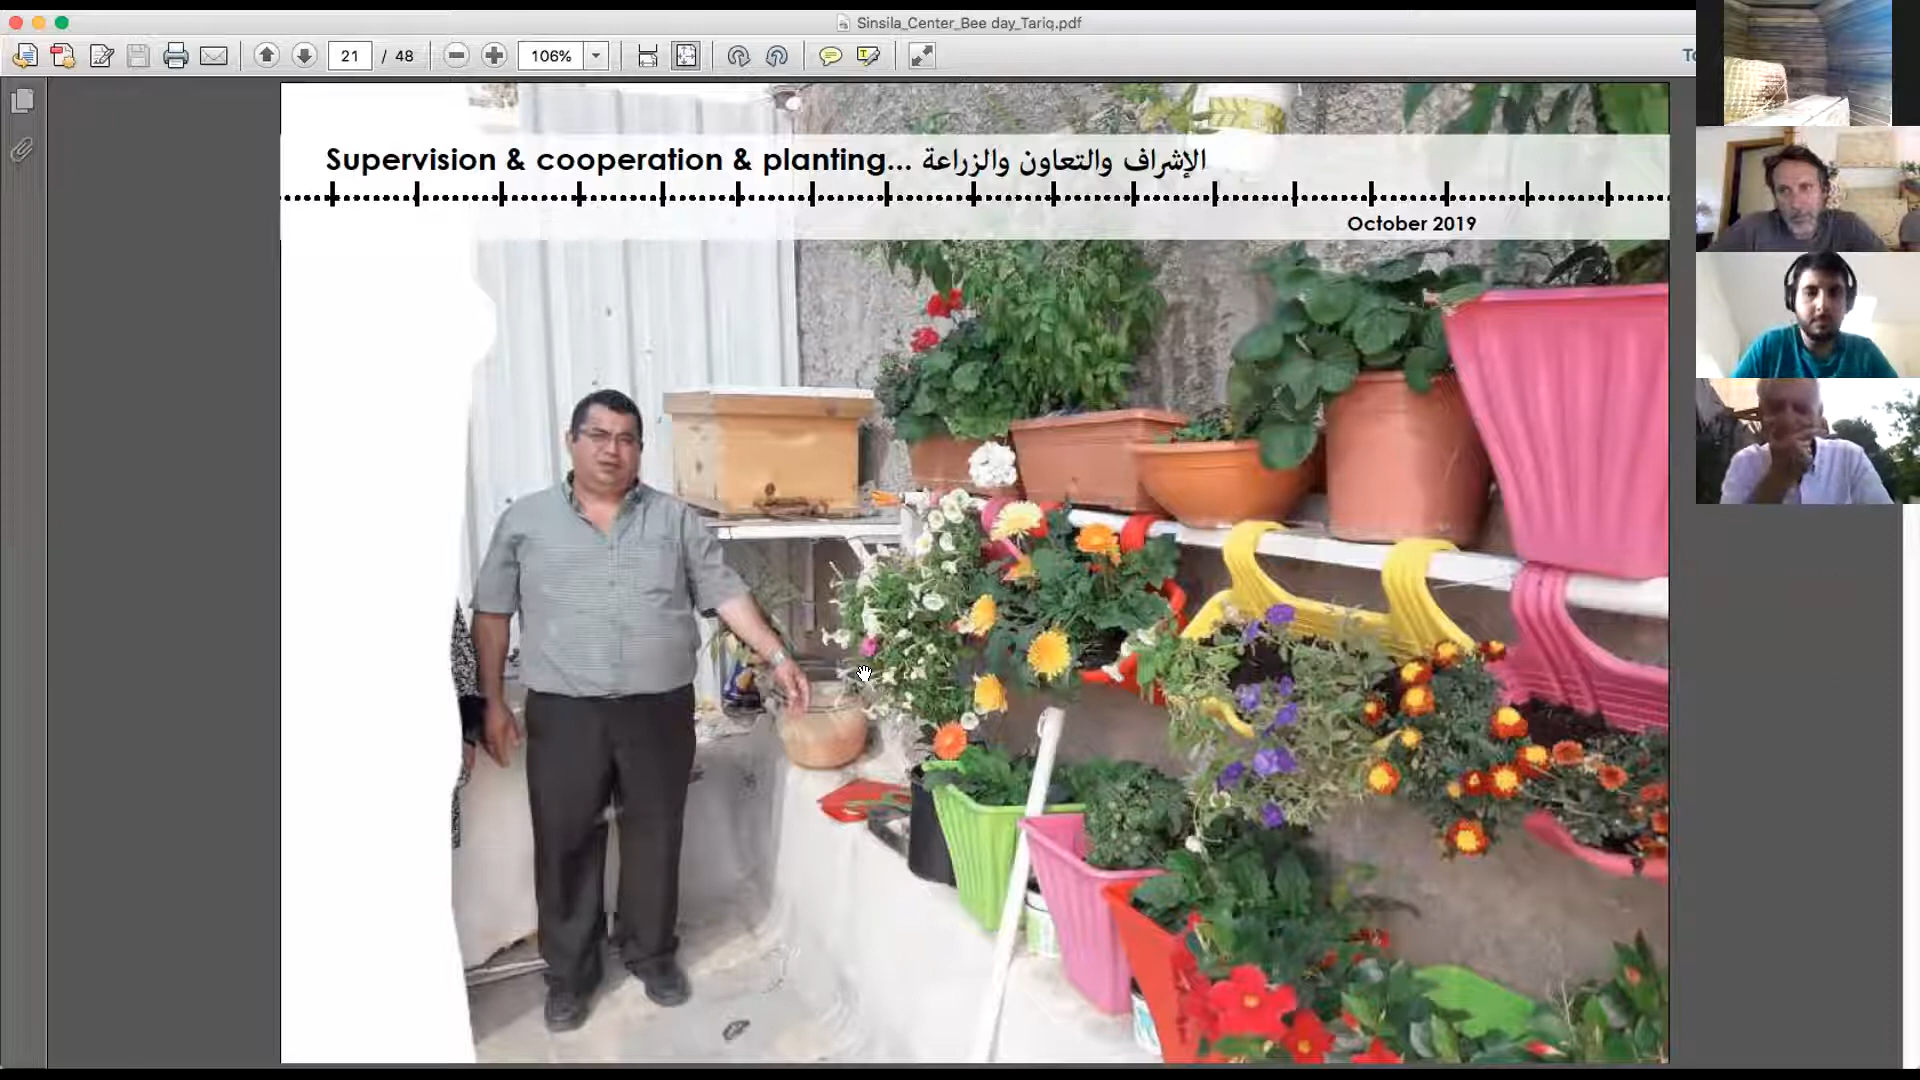 Sinsila_Center_Bee day_Tariq.pdf
21 / 48
106%
Supervision & cooperation & planting... الإشراف والتعاون والزراعة
October 2019